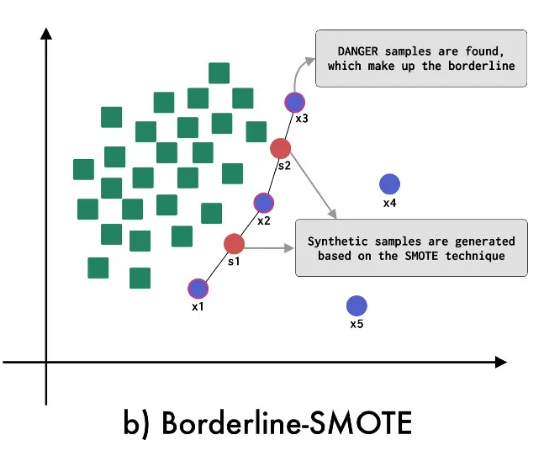 DANGER samples are found,
which make up the borderline
x3
s2
x4
x2
Synthetic samples are generated
based on the SMOTE technique
s1
x1
x5
b) Borderline-SMOTE